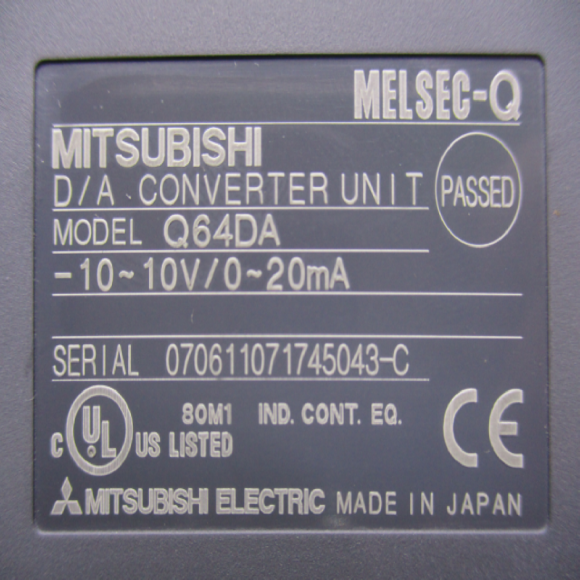 MELSEC-Q
MITSUBISHI
D/A CONVERTER UNIT
PASSED
MODEL Q64DA
-10~10V/0~20mA
SERIAL 070611071745043-C
C UL US LISTED
80M1 IND. CONT. EQ.
CE
MITSUBISHI ELECTRIC MADE IN JAPAN